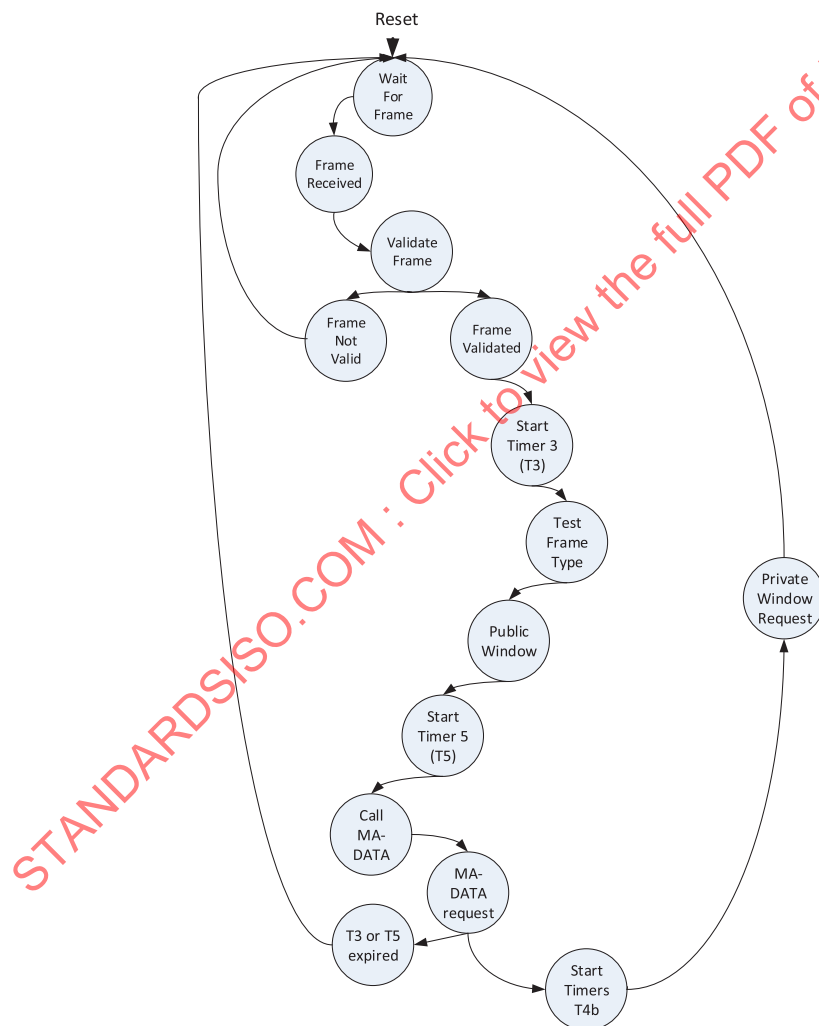 Reset
Wait
For
Frame
Frame
Received
Validate
Frame
Frame
Not
Valid
Frame
Validated
Start
Timer 3
(T3)
Test
Frame
Type
Private
Window
Request
Public
Window
Start
Timer 5
(T5)
Call
MA-
DATA
MA-
DATA
request
T3 or T5
expired
Start
Timers
T4b
STANDARDSISO.COM : Click to view the full PDF of